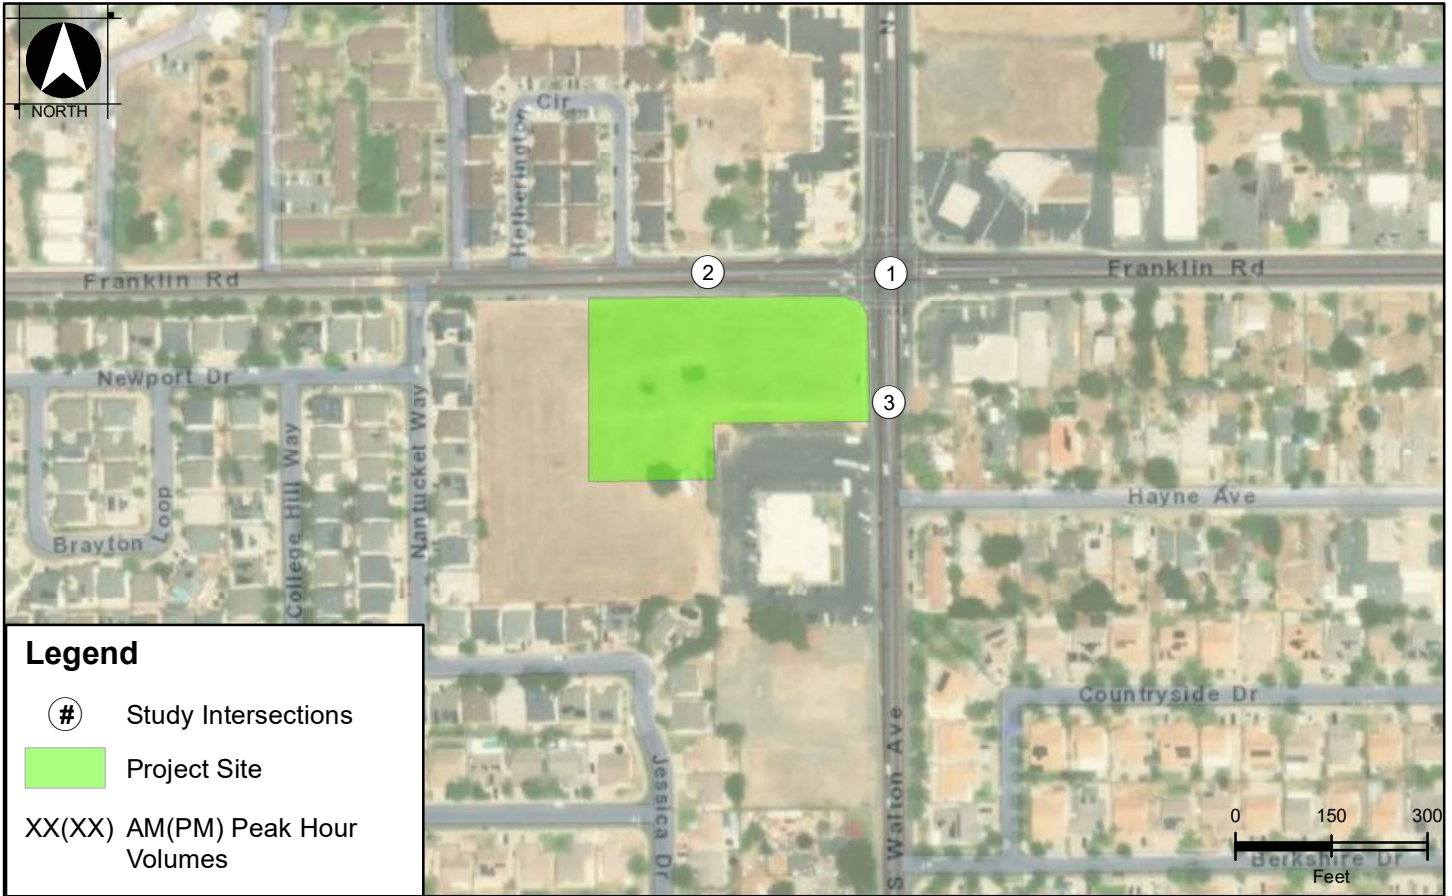 NORTH
N
Cir
Hetherington
Franklin Rd
2
1
Franklin Rd
Newport Dr
3
Nantucket Way
College Hill Way
Hayne Ave
Loop
Brayton
Legend
# Study Intersections
Project Site
XX(XX) AM(PM) Peak Hour
Volumes
Countryside Dr
S Walton Ave
Jessica Dr
0 150 300
Feet
Berkshire Dr